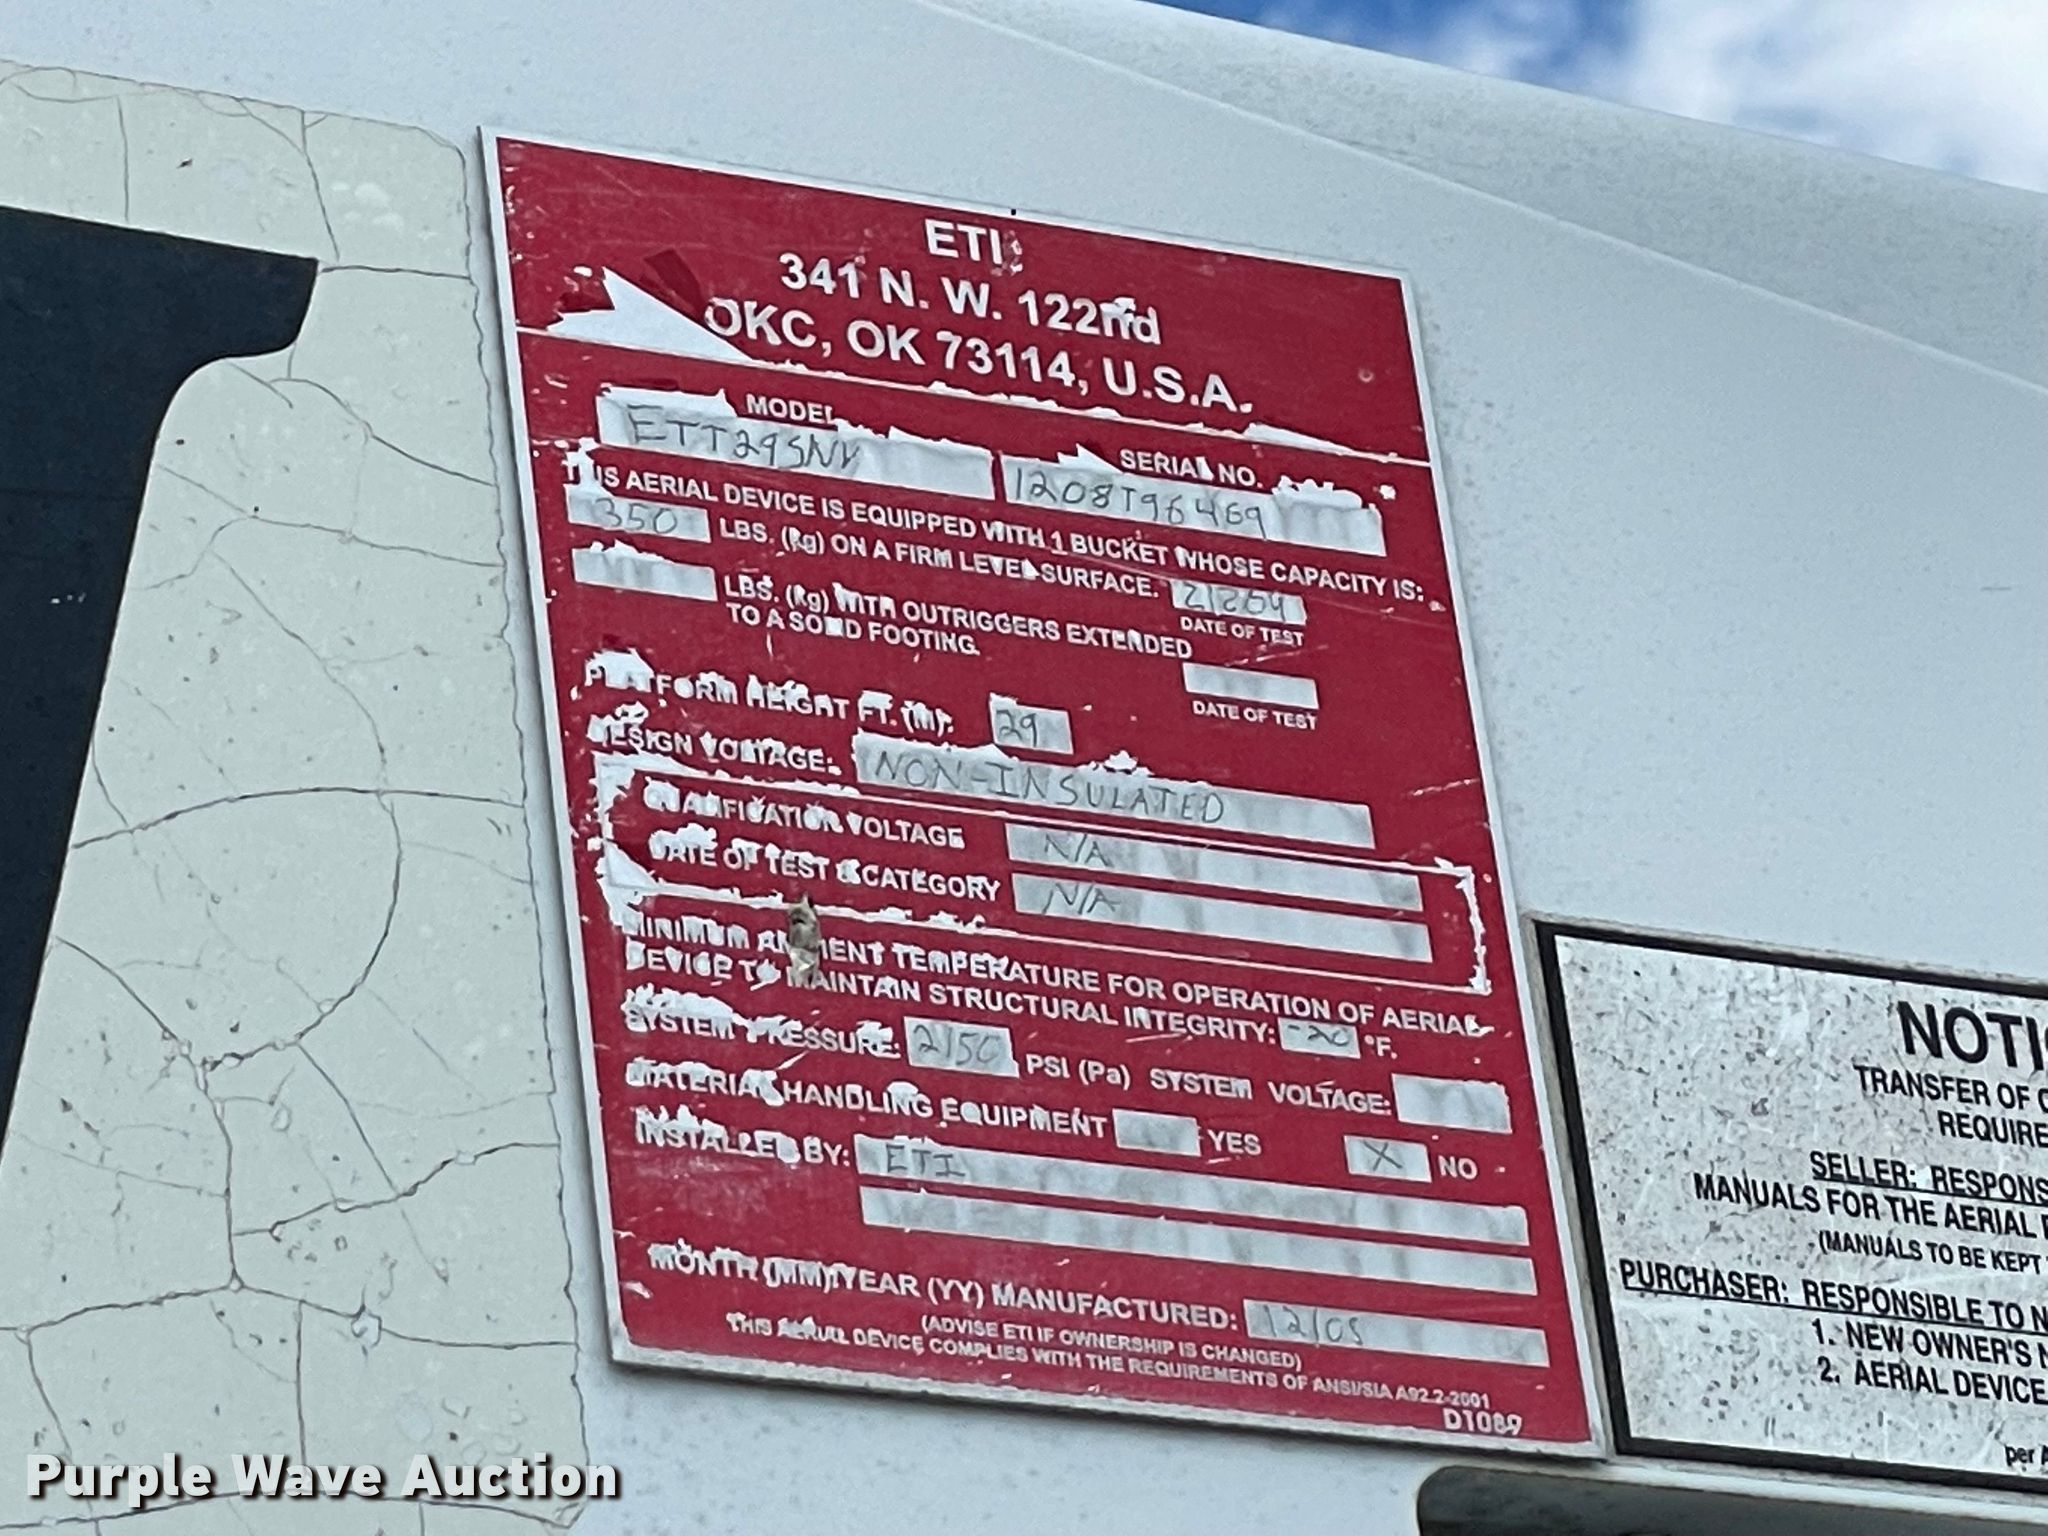 ETI
341 N. W. 122nd
OKC, OK 73114, U.S.A.
MODEL SERIAL NO.
ETT29SNV 1208T96469
THIS AERIAL DEVICE IS EQUIPPED WITH 1 BUCKET WHOSE CAPACITY IS:
350 LBS. (Kg) ON A FIRM LEVEL SURFACE.
DATE OF TEST
LBS. (Kg) WITH OUTRIGGERS EXTENDED
TO A SOLID FOOTING.
DATE OF TEST
PLATFORM HEIGHT FT. (M): 29
DESIGN VOLTAGE: NON-INSULATED
QUALIFICATION VOLTAGE N/A
DATE OF TEST & CATEGORY N/A
MINIMUM AMBIENT TEMPERATURE FOR OPERATION OF AERIAL
DEVICE TO MAINTAIN STRUCTURAL INTEGRITY: -20 °F.
SYSTEM PRESSURE: 2150 PSI (Pa) SYSTEM VOLTAGE:
MATERIAL HANDLING EQUIPMENT YES X NO
INSTALLED BY: ETI
MONTH (MM)/YEAR (YY) MANUFACTURED: 12/05
(ADVISE ETI IF OWNERSHIP IS CHANGED)
THIS AERIAL DEVICE COMPLIES WITH THE REQUIREMENTS OF ANSI/SIA A92.2-2001
D1089
NOTI
TRANSFER OF
REQUIRE
SELLER: RESPONS
MANUALS FOR THE AERIAL
(MANUALS TO BE KEPT
PURCHASER: RESPONSIBLE TO N
1. NEW OWNER'S
2. AERIAL DEVICE
per
Purple Wave Auction